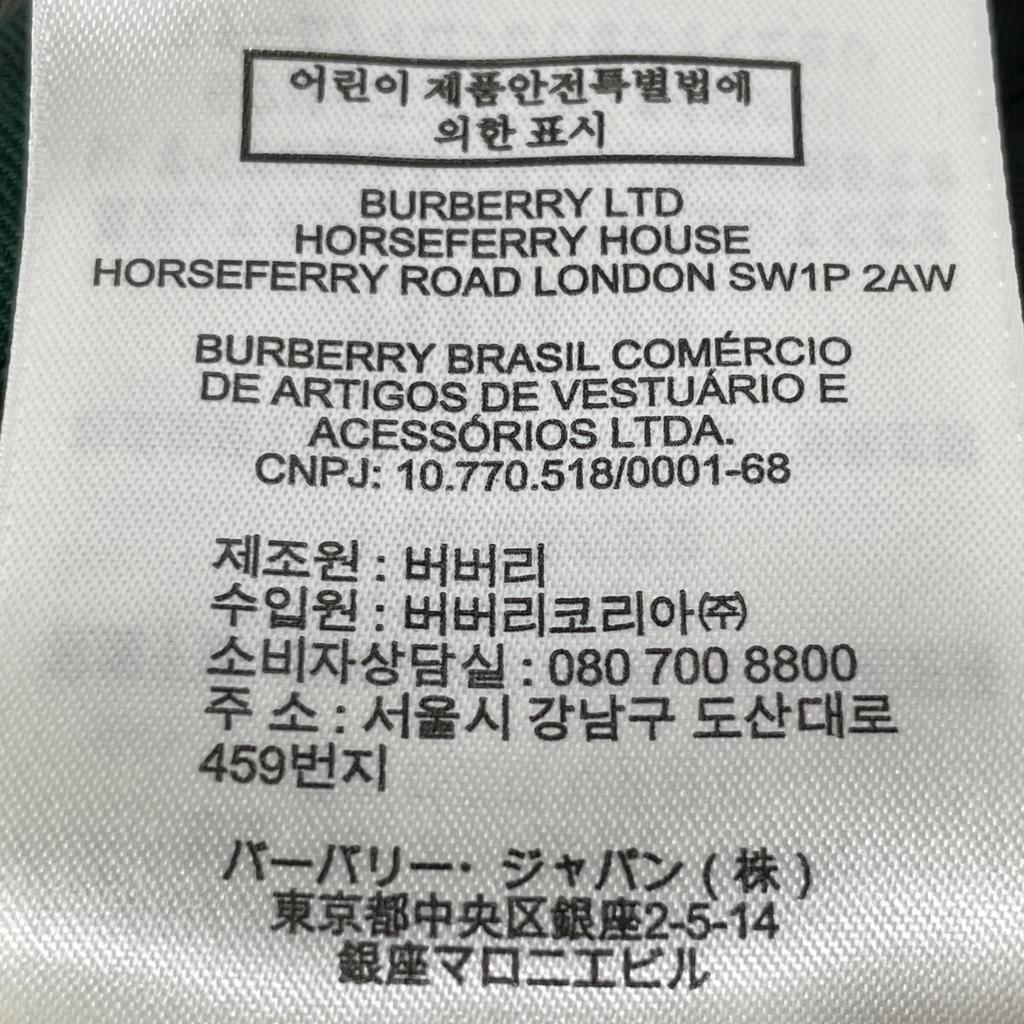 어린이 제품안전특별법에
의한 표시
BURBERRY LTD
HORSEFERRY HOUSE
HORSEFERRY ROAD LONDON SW1P 2AW
BURBERRY BRASIL COMÉRCIO
DE ARTIGOS DE VESTUÁRIO E
ACESSÓRIOS LTDA.
CNPJ: 10.770.518/0001-68
제조원 : 버버리
수입원 : 버버리코리아㈜
소비자상담실 : 080 700 8800
주 소 : 서울시 강남구 도산대로
459번지
バーバリー・ジャパン(株)
東京都中央区銀座2-5-14
銀座マロニエビル